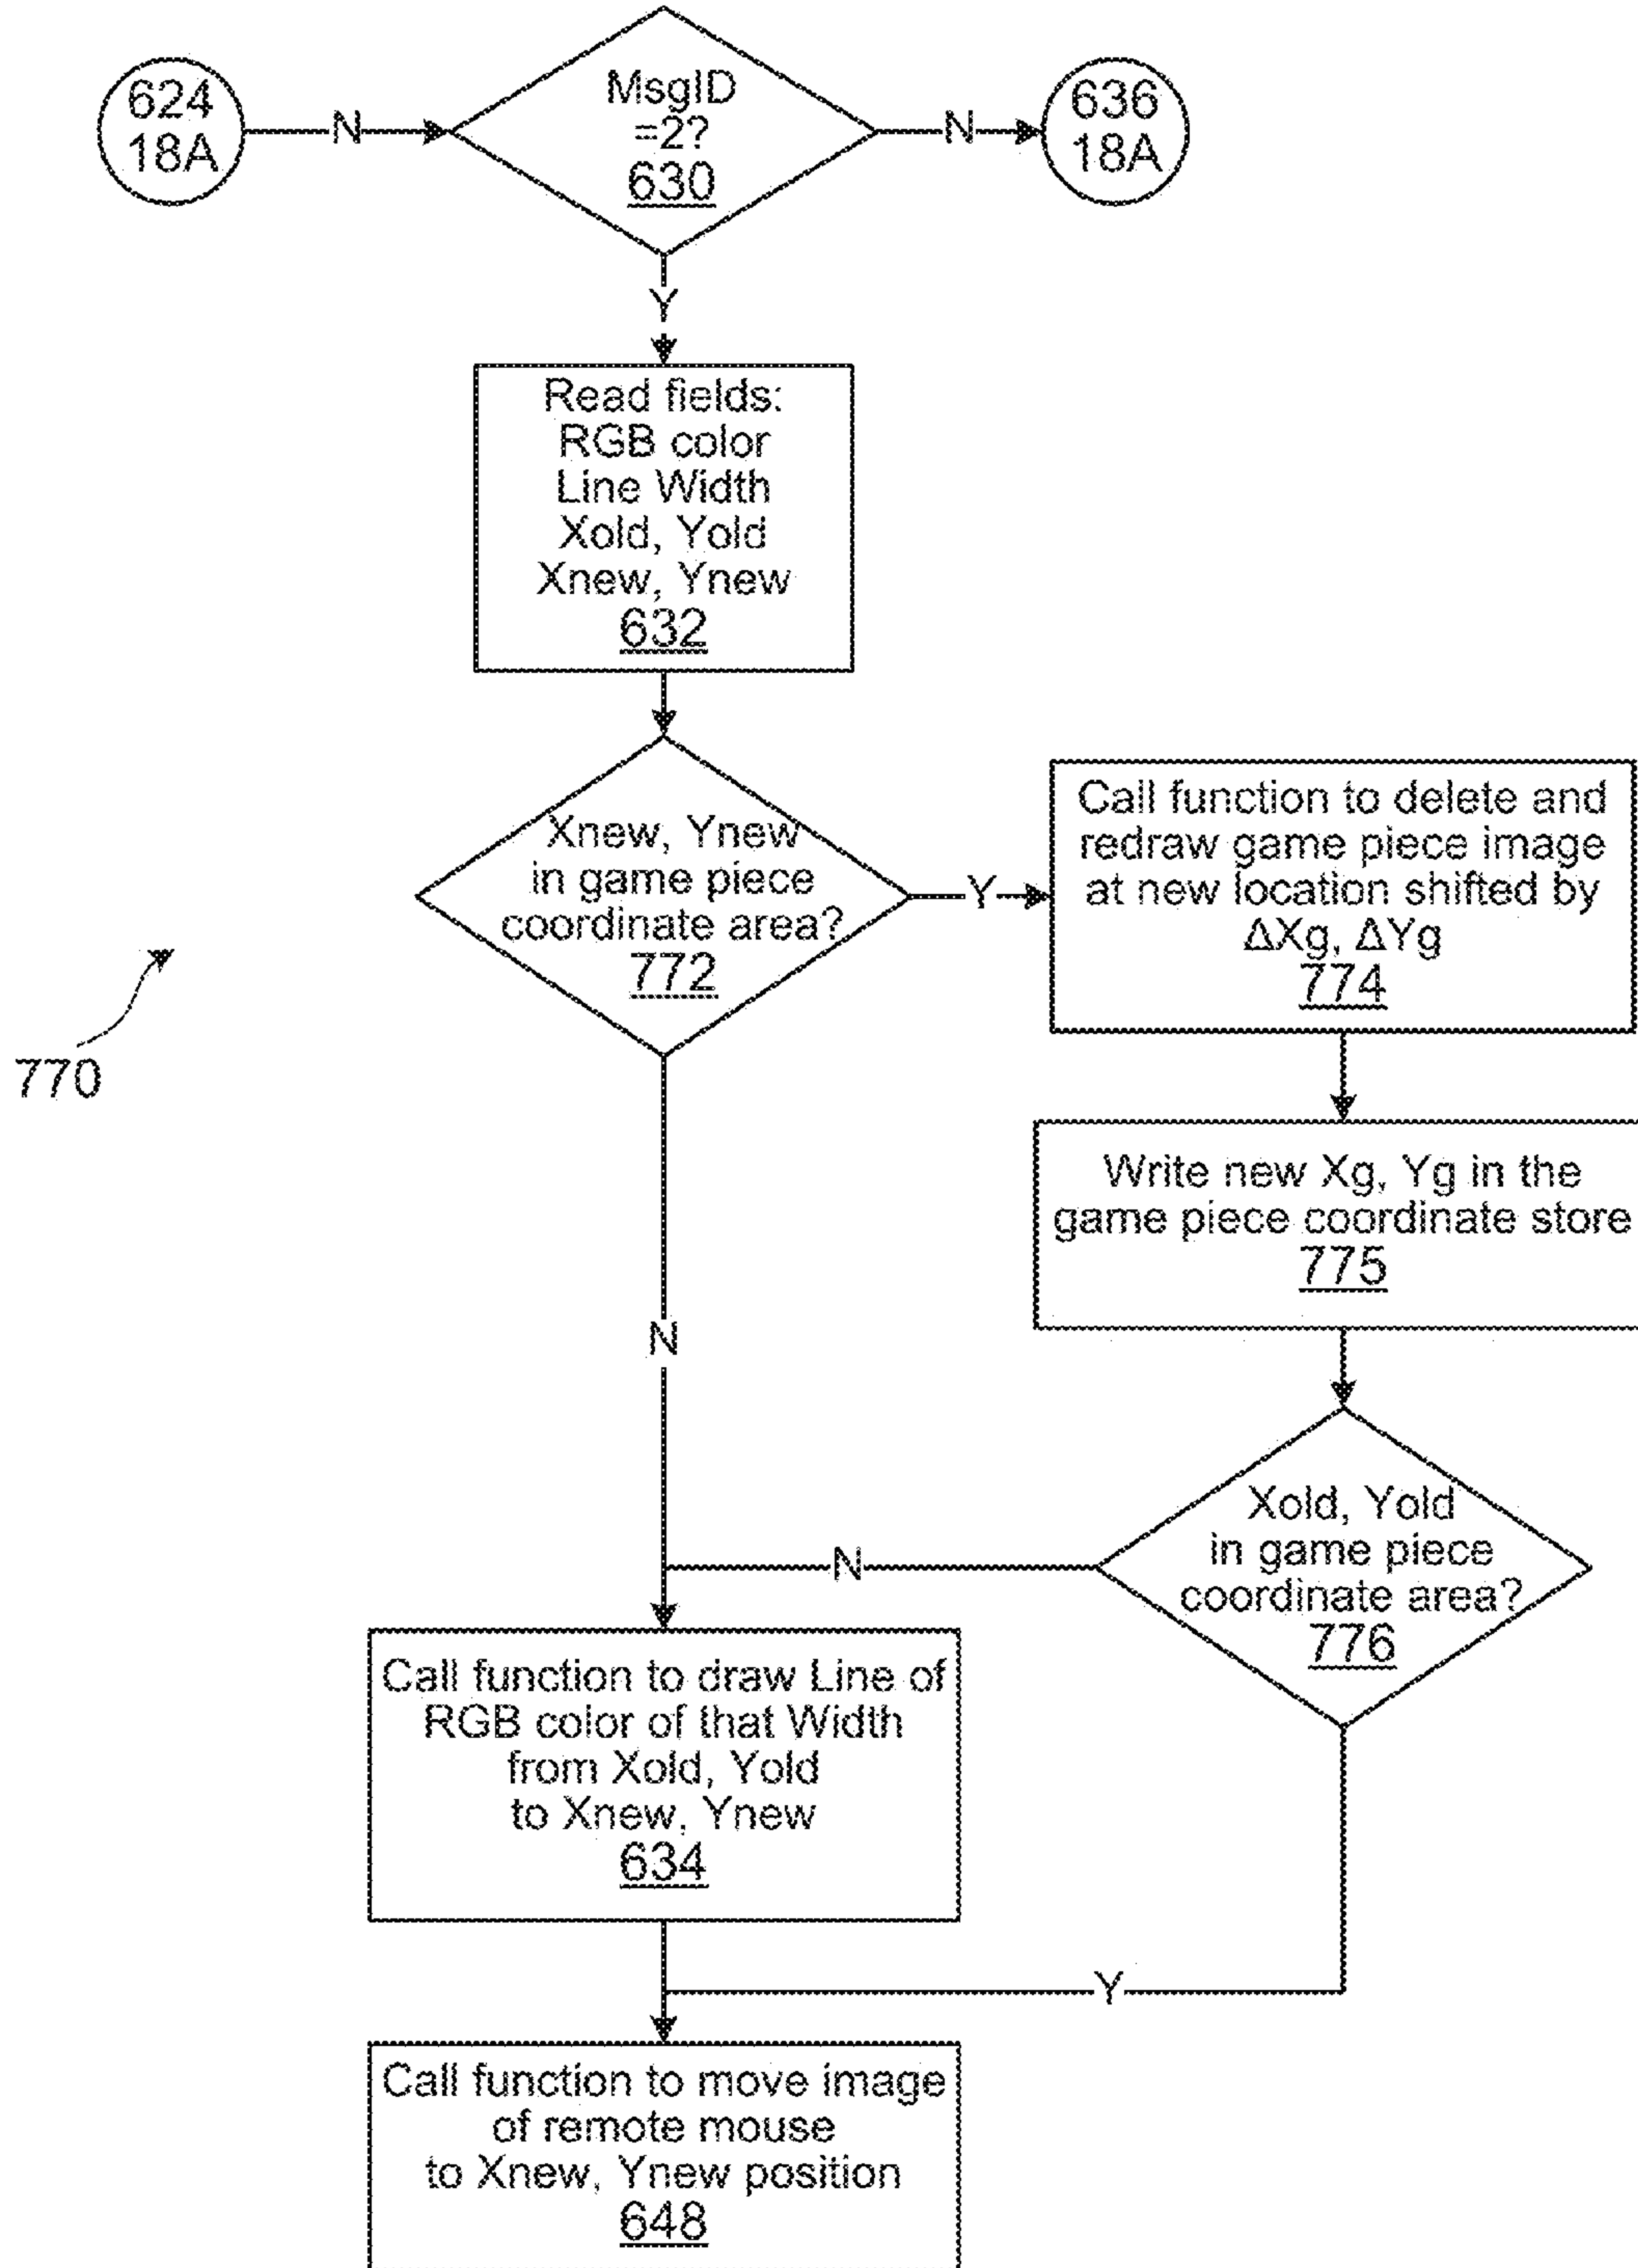 624
18A
N
MsgID
=2?
630
N
636
18A
Y
Read fields:
RGB color
Line Width
Xold, Yold
Xnew, Ynew
632
Xnew, Ynew
in game piece
coordinate area?
772
Y
Call function to delete and
redraw game piece image
at new location shifted by
ΔXg, ΔYg
774
770
Write new Xg, Yg in the
game piece coordinate store
775
N
Xold, Yold
in game piece
coordinate area?
776
N
Call function to draw Line of
RGB color of that Width
from Xold, Yold
to Xnew, Ynew
634
Y
Call function to move image
of remote mouse
to Xnew, Ynew position
648